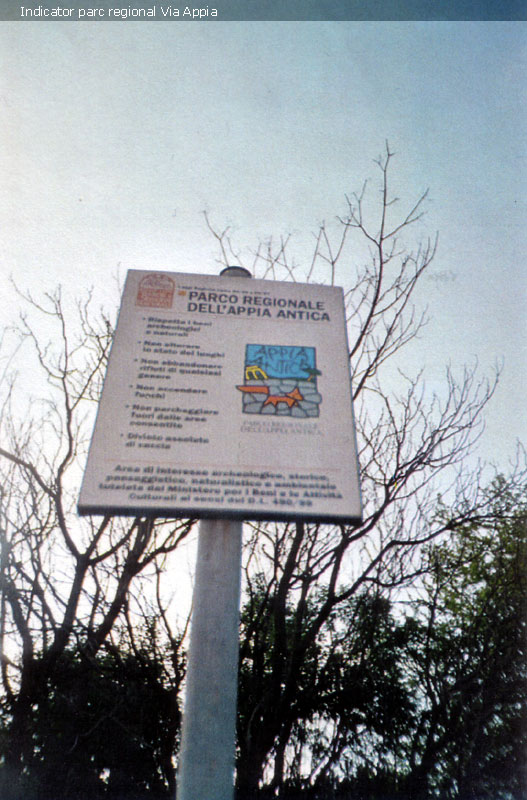 Indicator parc regional Via Appia
PARCO REGIONALE
DELL'APPIA ANTICA
• Rispetta i beni
archeologici
e naturali
• Non alterare
lo stato dei luoghi
• Non abbandonare
rifiuti di qualsiasi
genere
• Non accendere
fuochi
• Non parcheggiare
fuori dalle aree
consentite
• Divieto assoluto
di caccia
APPIA
ANTICA
PARCO REGIONALE
DELL'APPIA ANTICA
Area di interesse archeologico, storico,
paesaggistico, naturalistico e ambientale
tutelata dal Ministero per i Beni e le Attività
Culturali ai sensi del D.L. 490/99